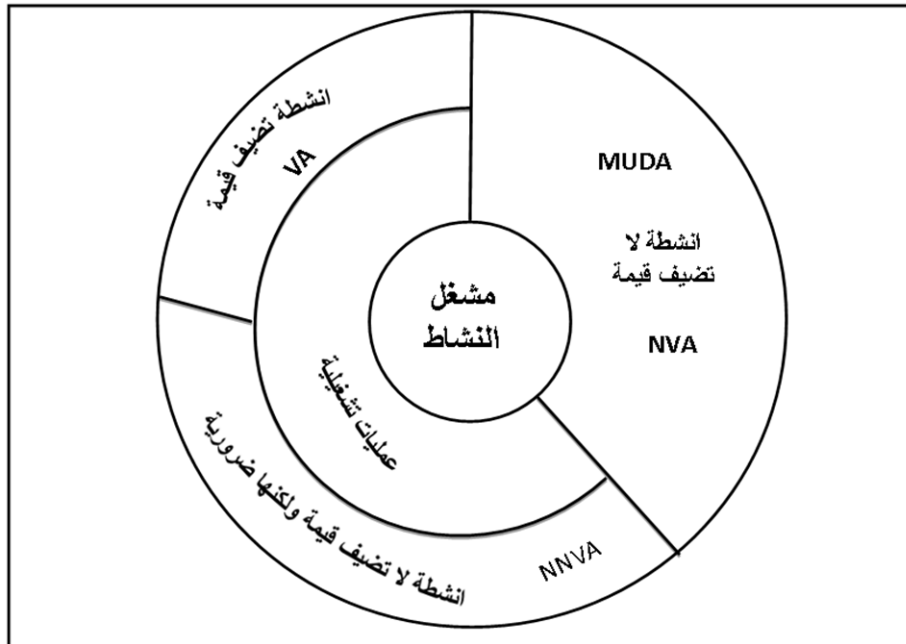 انشطة تضيف قيمة
VA
MUDA
انشطة لا
تضيف قيمة
NVA
مشغل
النشاط
عمليات تشغيلية
انشطة لا تضيف قيمة ولكنها ضرورية
NNVA